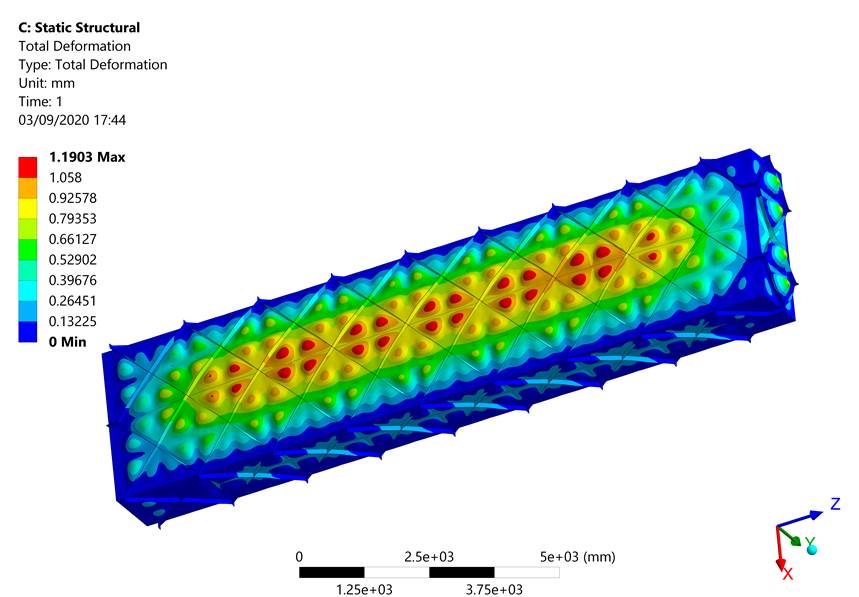 C: Static Structural
Total Deformation
Type: Total Deformation
Unit: mm
Time: 1
03/09/2020 17:44
1.1903 Max
1.058
0.92578
0.79353
0.66127
0.52902
0.39676
0.26451
0.13225
0 Min
0 2.5e+03 5e+03 (mm)
1.25e+03 3.75e+03
Z
Y
X